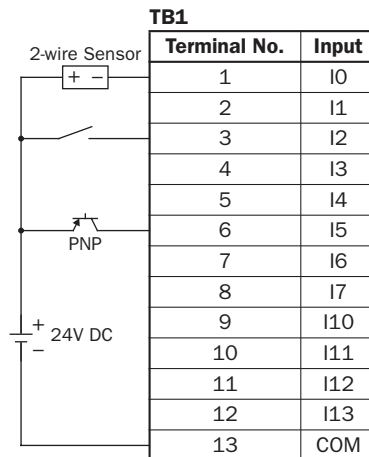 TB1
Terminal No. Input
2-wire Sensor
+ −
1 I0
2 I1
3 I2
4 I3
5 I4
PNP
6 I5
7 I6
8 I7
+
24V DC
−
9 I10
10 I11
11 I12
12 I13
13 COM